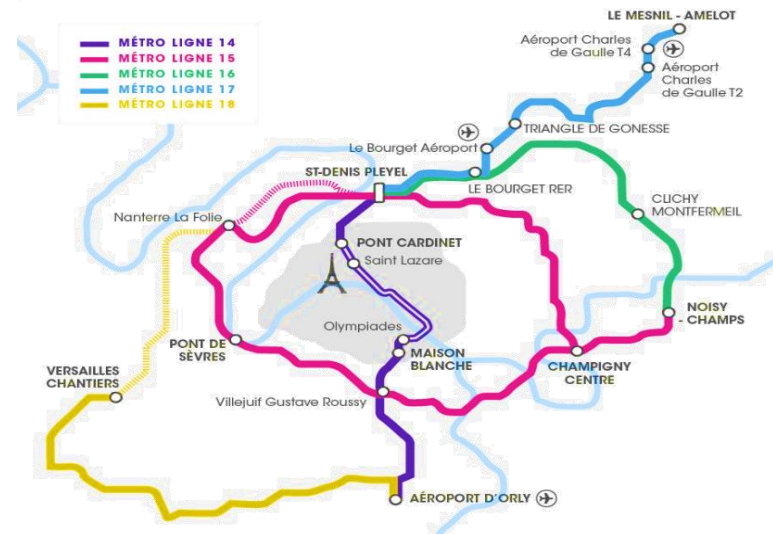 LE MESNIL - AMELOT
MÉTRO LIGNE 14
MÉTRO LIGNE 15
MÉTRO LIGNE 16
MÉTRO LIGNE 17
MÉTRO LIGNE 18
Aéroport Charles
de Gaulle T4
Aéroport
Charles
de Gaulle T2
TRIANGLE DE GONESSE
Le Bourget Aéroport
ST-DENIS PLEYEL
LE BOURGET RER
CLICHY
MONTFERMEIL
Nanterre La Folie
PONT CARDINET
Saint Lazare
NOISY
- CHAMPS
Olympiades
PONT DE
SÈVRES
MAISON
BLANCHE
CHAMPIGNY
CENTRE
VERSAILLES
CHANTIERS
Villejuif Gustave Roussy
AÉROPORT D'ORLY